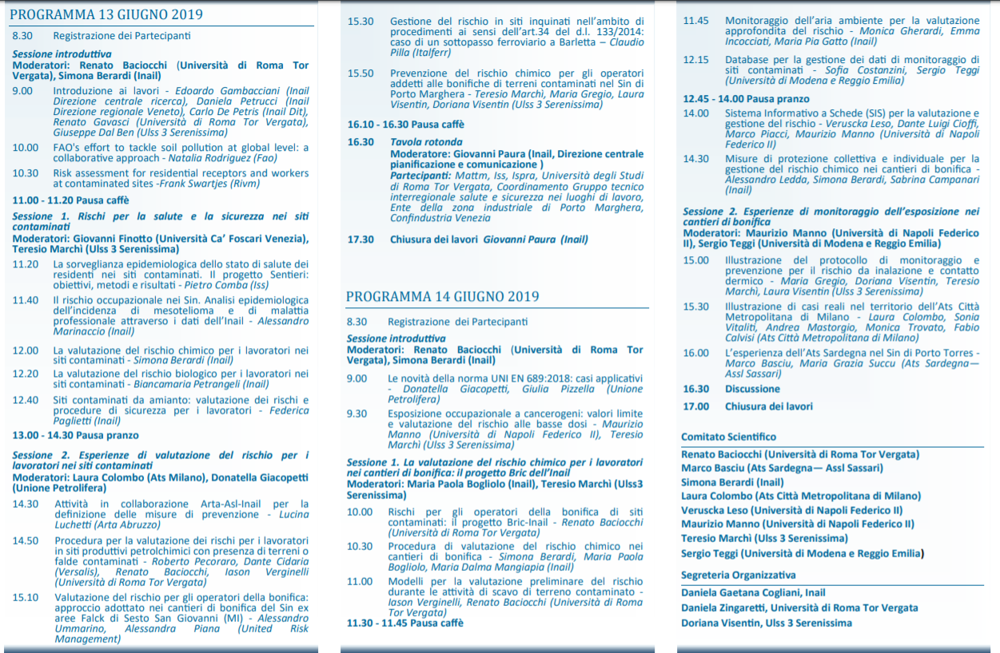 PROGRAMMA 13 GIUGNO 2019
8.30 Registrazione dei Partecipanti
Sessione introduttiva
Moderatori: Renato Baciocchi (Università di Roma Tor
Vergata), Simona Berardi (Inail)
9.00 Introduzione ai lavori - Edoardo Gambacciani (Inail
Direzione centrale ricerca), Daniela Petrucci (Inail
Direzione regionale Veneto), Carlo De Petris (Inail Dit),
Renato Gavasci (Università di Roma Tor Vergata),
Giuseppe Dal Ben (Ulss 3 Serenissima)
10.00 FAO's effort to tackle soil pollution at global level: a
collaborative approach - Natalia Rodriguez (Fao)
10.30 Risk assessment for residential receptors and workers
at contaminated sites -Frank Swartjes (Rivm)
11.00 - 11.20 Pausa caffè
Sessione 1. Rischi per la salute e la sicurezza nei siti
contaminati
Moderatori: Giovanni Finotto (Università Ca' Foscari Venezia),
Teresio Marchì (Ulss 3 Serenissima)
11.20 La sorveglianza epidemiologica dello stato di salute dei
residenti nei siti contaminati. Il progetto Sentieri:
obiettivi, metodi e risultati - Pietro Comba (Iss)
11.40 Il rischio occupazionale nei Sin. Analisi epidemiologica
dell'incidenza di mesotelioma e di malattia
professionale attraverso i dati dell'Inail - Alessandro
Marinaccio (Inail)
12.00 La valutazione del rischio chimico per i lavoratori nei
siti contaminati - Simona Berardi (Inail)
12.20 La valutazione del rischio biologico per i lavoratori nei
siti contaminati - Biancamaria Petrangeli (Inail)
12.40 Siti contaminati da amianto: valutazione dei rischi e
procedure di sicurezza per i lavoratori - Federica
Paglietti (Inail)
13.00 - 14.30 Pausa pranzo
Sessione 2. Esperienze di valutazione del rischio per i
lavoratori nei siti contaminati
Moderatori: Laura Colombo (Ats Milano), Donatella Giacopetti
(Unione Petrolifera)
14.30 Attività in collaborazione Arta-Asl-Inail per la
definizione delle misure di prevenzione - Lucina
Luchetti (Arta Abruzzo)
14.50 Procedura per la valutazione dei rischi per i lavoratori
in siti produttivi petrolchimici con presenza di terreni o
falde contaminati - Roberto Pecoraro, Dante Cidaria
(Versalis), Renato Baciocchi, Iason Verginelli
(Università di Roma Tor Vergata)
15.10 Valutazione del rischio per gli operatori della bonifica:
approccio adottato nei cantieri di bonifica del Sin ex
aree Falck di Sesto San Giovanni (MI) - Alessandro
Ummarino, Alessandra Piana (United Risk
Management)
15.30 Gestione del rischio in siti inquinati nell'ambito di
procedimenti ai sensi dell'art.34 del d.l. 133/2014:
caso di un sottopasso ferroviario a Barletta – Claudio
Pilla (Italferr)
15.50 Prevenzione del rischio chimico per gli operatori
addetti alle bonifiche di terreni contaminati nel Sin di
Porto Marghera - Teresio Marchì, Maria Gregio, Laura
Visentin, Doriana Visentin (Ulss 3 Serenissima)
16.10 - 16.30 Pausa caffè
16.30 Tavola rotonda
Moderatore: Giovanni Paura (Inail, Direzione centrale
pianificazione e comunicazione )
Partecipanti: Mattm, Iss, Ispra, Università degli Studi
di Roma Tor Vergata, Coordinamento Gruppo tecnico
interregionale salute e sicurezza nei luoghi di lavoro,
Ente della zona industriale di Porto Marghera,
Confindustria Venezia
17.30 Chiusura dei lavori Giovanni Paura (Inail)
PROGRAMMA 14 GIUGNO 2019
8.30 Registrazione dei Partecipanti
Sessione introduttiva
Moderatori: Renato Baciocchi (Università di Roma Tor
Vergata), Simona Berardi (Inail)
9.00 Le novità della norma UNI EN 689:2018: casi applicativi
- Donatella Giacopetti, Giulia Pizzella (Unione
Petrolifera)
9.30 Esposizione occupazionale a cancerogeni: valori limite
e valutazione del rischio alle basse dosi - Maurizio
Manno (Università di Napoli Federico II), Teresio
Marchì (Ulss 3 Serenissima)
Sessione 1. La valutazione del rischio chimico per i lavoratori
nei cantieri di bonifica: il progetto Bric dell'Inail
Moderatori: Maria Paola Bogliolo (Inail), Teresio Marchì (Ulss3
Serenissima)
10.00 Rischi per gli operatori della bonifica di siti
contaminati: il progetto Bric-Inail - Renato Baciocchi
(Università di Roma Tor Vergata)
10.30 Procedura di valutazione del rischio chimico nei
cantieri di bonifica - Simona Berardi, Maria Paola
Bogliolo, Maria Dalma Mangiapia (Inail)
11.00 Modelli per la valutazione preliminare del rischio
durante le attività di scavo di terreno contaminato -
Iason Verginelli, Renato Baciocchi (Università di Roma
Tor Vergata)
11.30 - 11.45 Pausa caffè
11.45 Monitoraggio dell'aria ambiente per la valutazione
approfondita del rischio - Monica Gherardi, Emma
Incocciati, Maria Pia Gatto (Inail)
12.15 Database per la gestione dei dati di monitoraggio di
siti contaminati - Sofia Costanzini, Sergio Teggi
(Università di Modena e Reggio Emilia)
12.45 - 14.00 Pausa pranzo
14.00 Sistema Informativo a Schede (SIS) per la valutazione e
gestione del rischio - Veruscka Leso, Dante Luigi Cioffi,
Marco Piacci, Maurizio Manno (Università di Napoli
Federico II)
14.30 Misure di protezione collettiva e individuale per la
gestione del rischio chimico nei cantieri di bonifica -
Alessandro Ledda, Simona Berardi, Sabrina Campanari
(Inail)
Sessione 2. Esperienze di monitoraggio dell'esposizione nei
cantieri di bonifica
Moderatori: Maurizio Manno (Università di Napoli Federico
II), Sergio Teggi (Università di Modena e Reggio Emilia)
15.00 Illustrazione del protocollo di monitoraggio e
prevenzione per il rischio da inalazione e contatto
dermico - Maria Gregio, Doriana Visentin, Teresio
Marchì, Laura Visentin (Ulss 3 Serenissima)
15.30 Illustrazione di casi reali nel territorio dell'Ats Città
Metropolitana di Milano - Laura Colombo, Sonia
Vitaliti, Andrea Mastorgio, Monica Trovato, Fabio
Calvisi (Ats Città Metropolitana di Milano)
16.00 L'esperienza dell'Ats Sardegna nel Sin di Porto Torres -
Marco Basciu, Maria Grazia Succu (Ats Sardegna—
Assl Sassari)
16.30 Discussione
17.00 Chiusura dei lavori
Comitato Scientifico
Renato Baciocchi (Università di Roma Tor Vergata)
Marco Basciu (Ats Sardegna— Assl Sassari)
Simona Berardi (Inail)
Laura Colombo (Ats Città Metropolitana di Milano)
Veruscka Leso (Università di Napoli Federico II)
Maurizio Manno (Università di Napoli Federico II)
Teresio Marchì (Ulss 3 Serenissima)
Sergio Teggi (Università di Modena e Reggio Emilia)
Segreteria Organizzativa
Daniela Gaetana Cogliani, Inail
Daniela Zingaretti, Università di Roma Tor Vergata
Doriana Visentin, Ulss 3 Serenissima